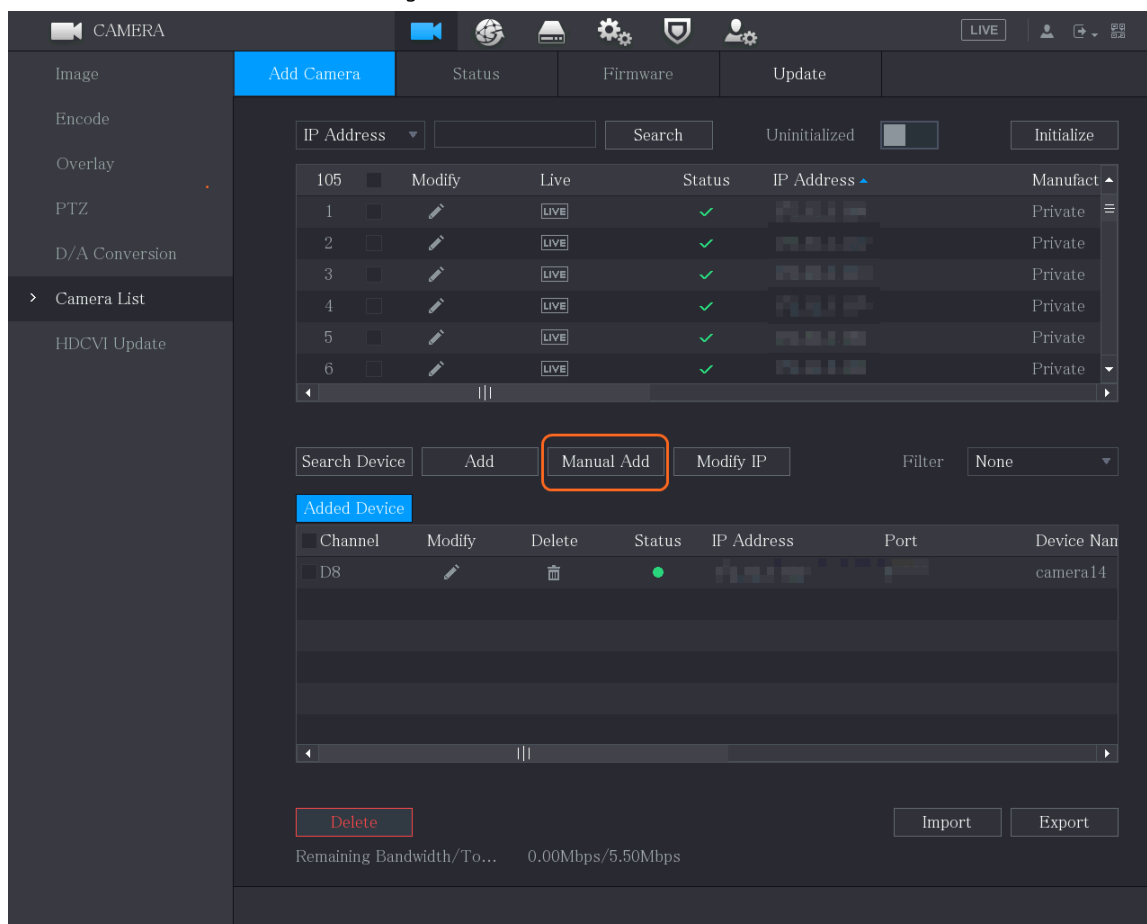 CAMERA LIVE
Image Add Camera Status Firmware Update
Encode
IP Address Search Uninitialized Initialize
Overlay
105 Modify Live Status IP Address Manufact
PTZ
1 LIVE Private
2 LIVE Private
D/A Conversion
3 LIVE Private
Camera List
4 LIVE Private
5 LIVE Private
HDCVI Update
6 LIVE Private
Search Device Add Manual Add Modify IP Filter None
Added Device
Channel Modify Delete Status IP Address Port Device Nam
D8 camera14
Delete Import Export
Remaining Bandwidth/To... 0.00Mbps/5.50Mbps